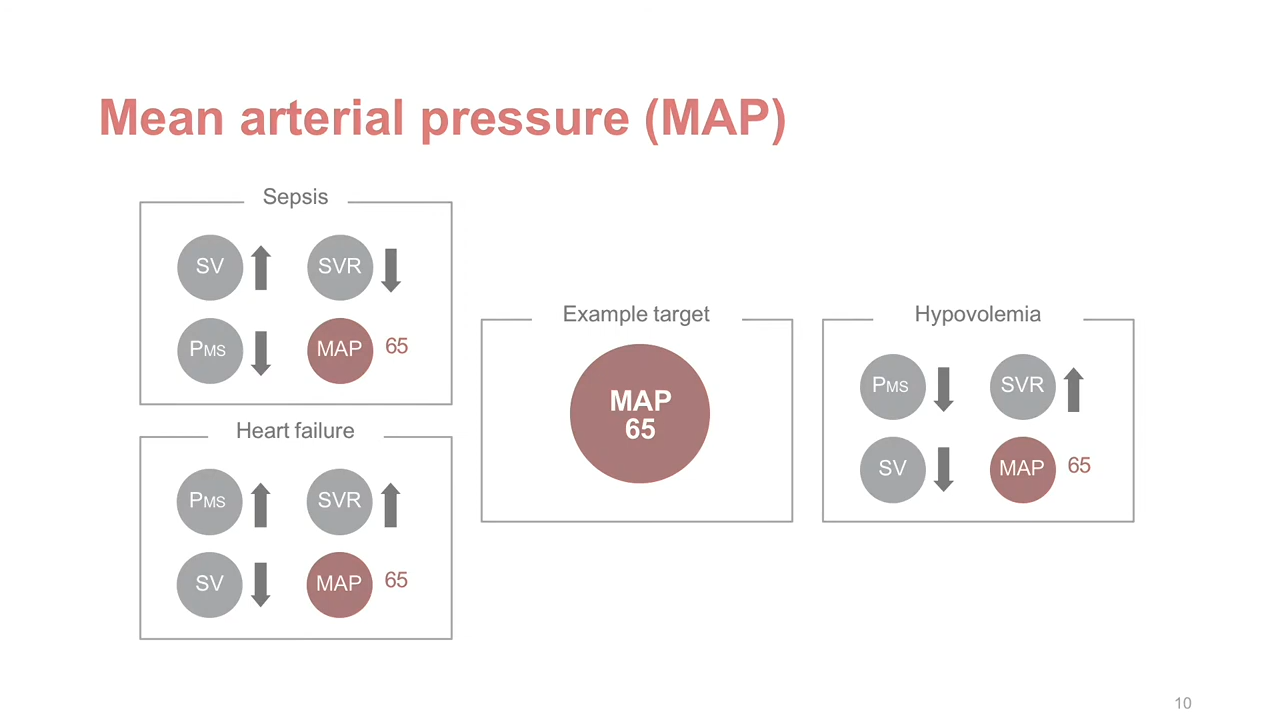 Mean arterial pressure (MAP)
Sepsis
SV
SVR
PMS
MAP
65
Heart failure
PMS
SVR
SV
MAP
65
Example target
MAP
65
Hypovolemia
PMS
SVR
SV
MAP
65
10